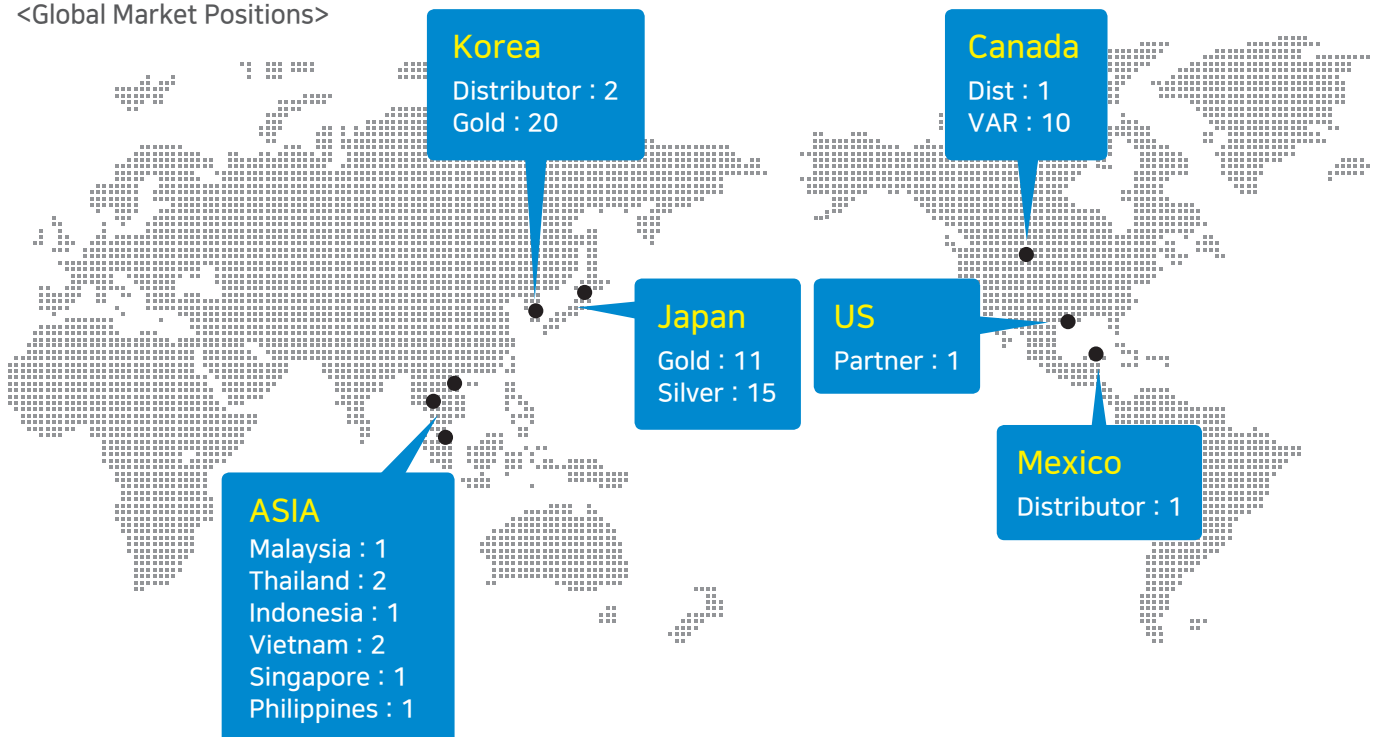 <Global Market Positions>
Korea
Distributor : 2
Gold : 20
Canada
Dist : 1
VAR : 10
Japan
Gold : 11
Silver : 15
US
Partner : 1
Mexico
Distributor : 1
ASIA
Malaysia : 1
Thailand : 2
Indonesia : 1
Vietnam : 2
Singapore : 1
Philippines : 1